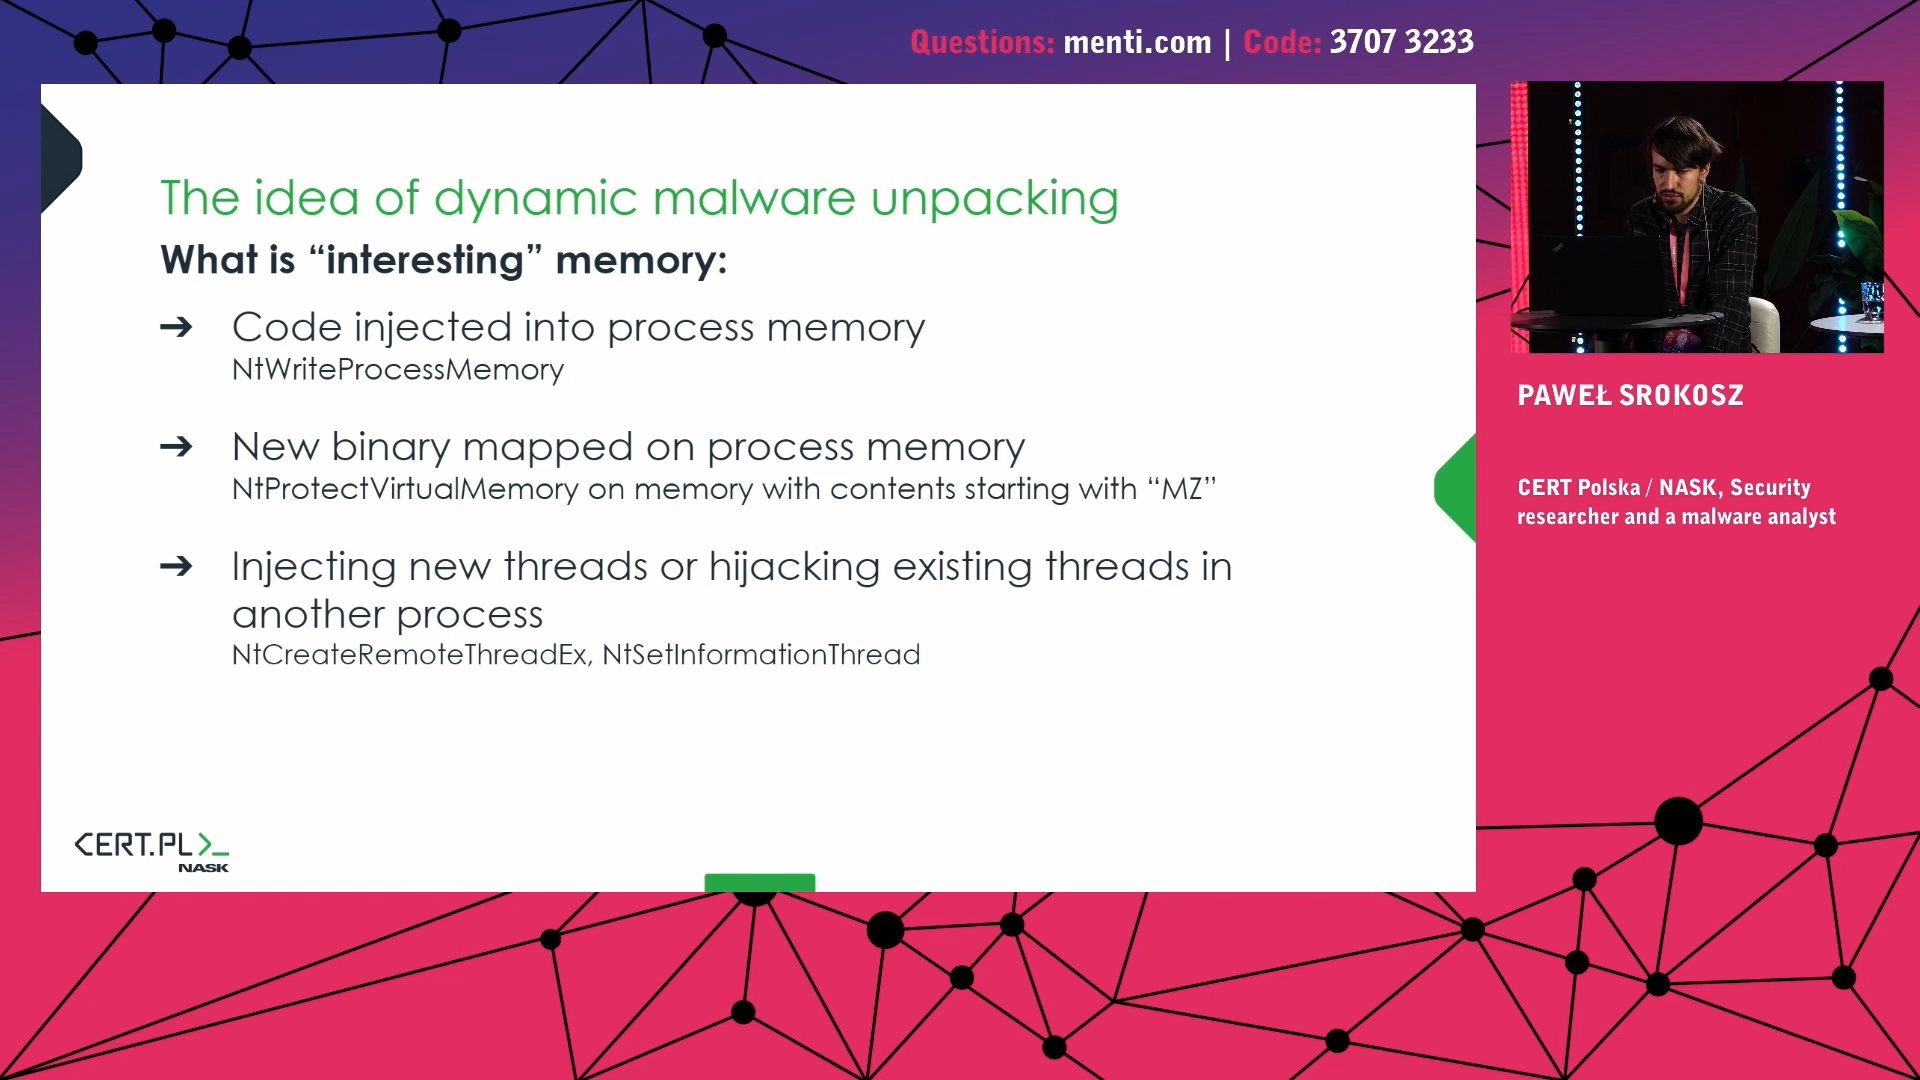 Questions: menti.com | Code: 3707 3233
The idea of dynamic malware unpacking
What is “interesting” memory:
➔ Code injected into process memory
NtWriteProcessMemory
➔ New binary mapped on process memory
NtProtectVirtualMemory on memory with contents starting with “MZ”
➔ Injecting new threads or hijacking existing threads in
another process
NtCreateRemoteThreadEx, NtSetInformationThread
CERT.PL>_
NASK
PAWEŁ SROKOSZ
CERT Polska / NASK, Security
researcher and a malware analyst